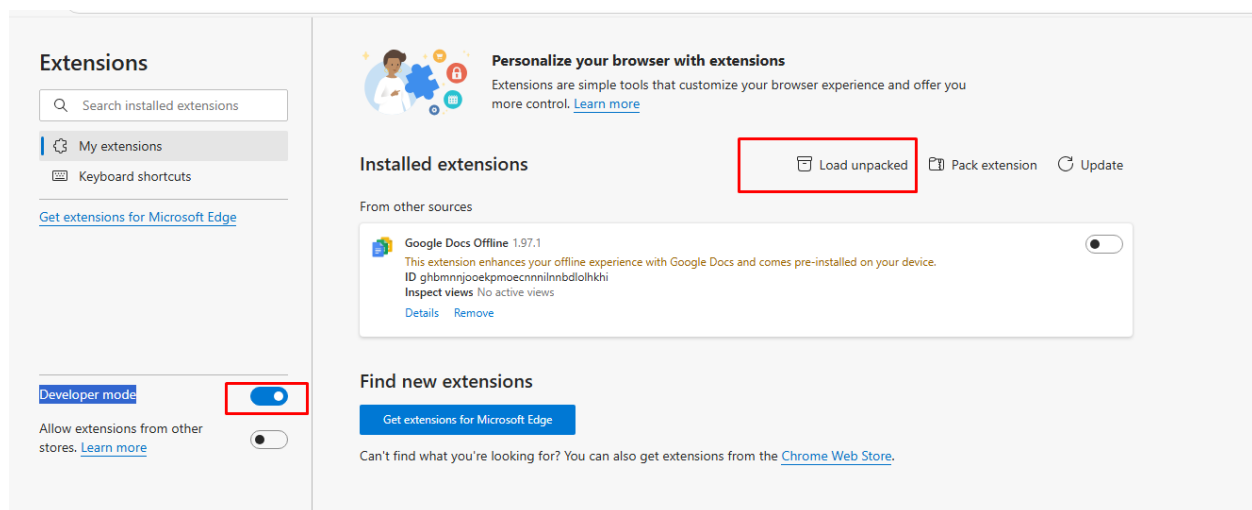 Extensions
Search installed extensions
My extensions
Keyboard shortcuts
Get extensions for Microsoft Edge
Developer mode
Allow extensions from other
stores. Learn more
Personalize your browser with extensions
Extensions are simple tools that customize your browser experience and offer you
more control. Learn more
Installed extensions
Load unpacked
Pack extension
Update
From other sources
Google Docs Offline 1.97.1
This extension enhances your offline experience with Google Docs and comes pre-installed on your device.
ID ghbmnnjooekpmoecnnnilnnbdlolhkhi
Inspect views No active views
Details Remove
Find new extensions
Get extensions for Microsoft Edge
Can't find what you're looking for? You can also get extensions from the Chrome Web Store.